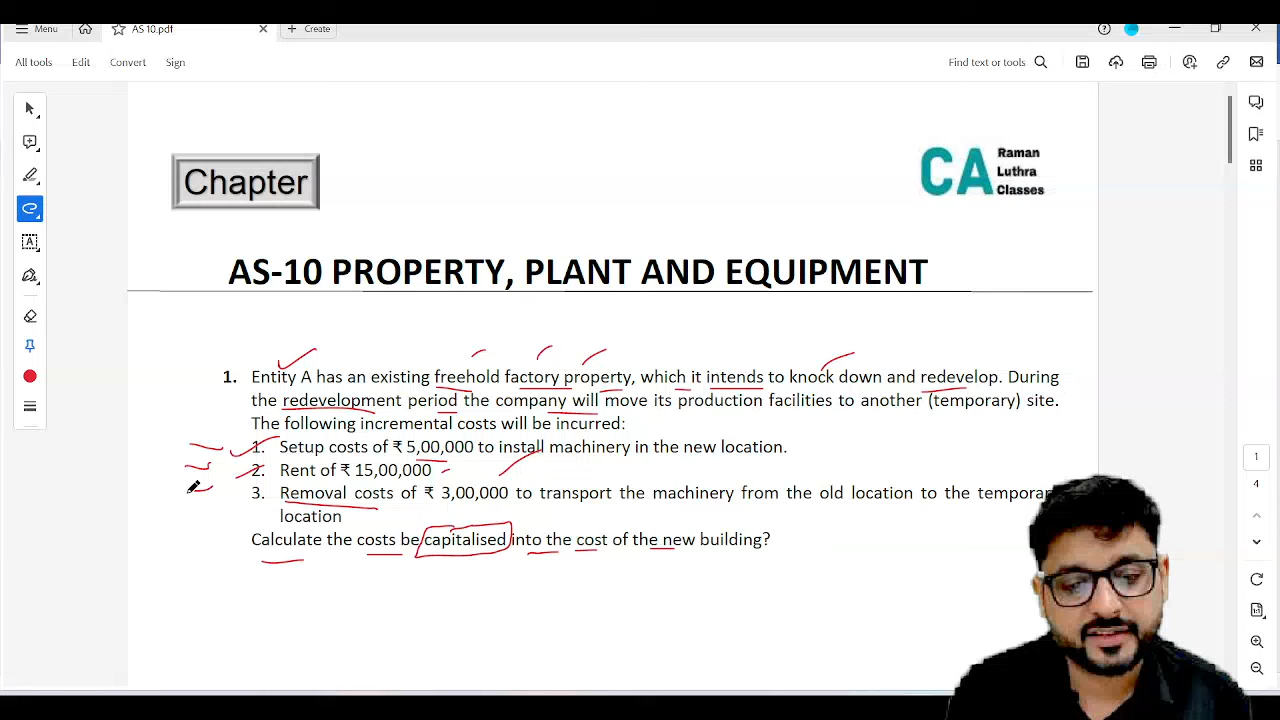 Menu
AS 10.pdf
Create
All tools Edit Convert Sign
Find text or tools
Chapter
CA Raman
Luthra
Classes
AS-10 PROPERTY, PLANT AND EQUIPMENT
1. Entity A has an existing freehold factory property, which it intends to knock down and redevelop. During
the redevelopment period the company will move its production facilities to another (temporary) site.
The following incremental costs will be incurred:
1. Setup costs of ₹ 5,00,000 to install machinery in the new location.
2. Rent of ₹ 15,00,000
3. Removal costs of ₹ 3,00,000 to transport the machinery from the old location to the
location
Calculate the costs be capitalised into the cost of the new building?
1
4